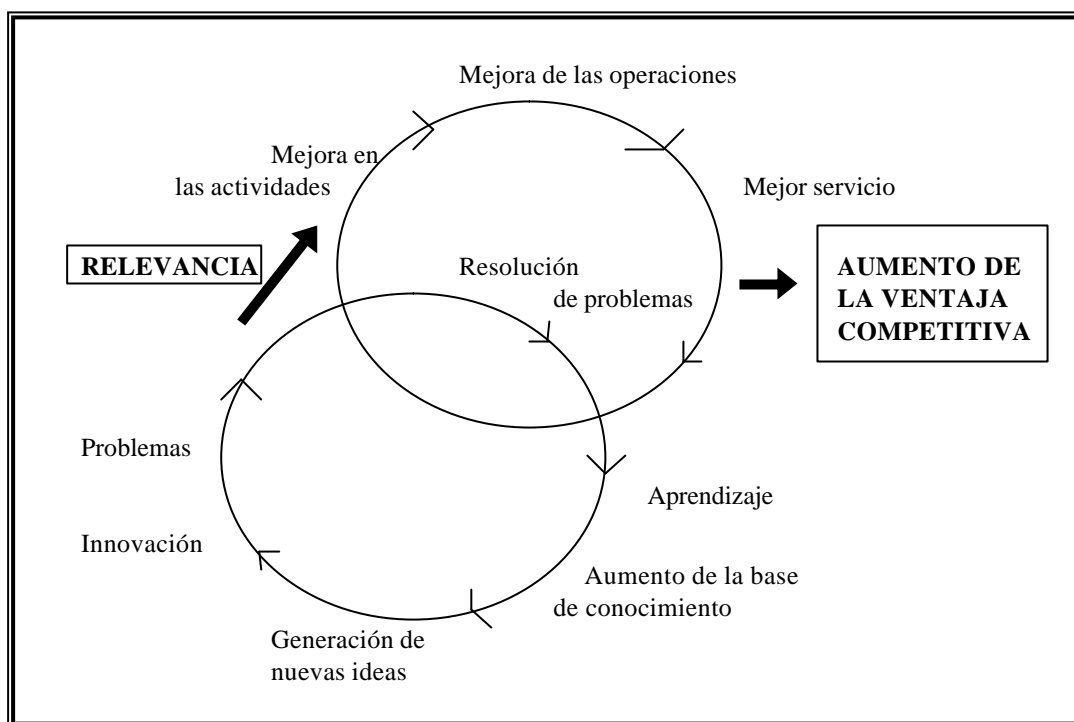 Mejora de las operaciones
Mejora en
las actividades
Mejor servicio
RELEVANCIA
Resolución
de problemas
AUMENTO DE
LA VENTAJA
COMPETITIVA
Problemas
Aprendizaje
Innovación
Aumento de la base
de conocimiento
Generación de
nuevas ideas